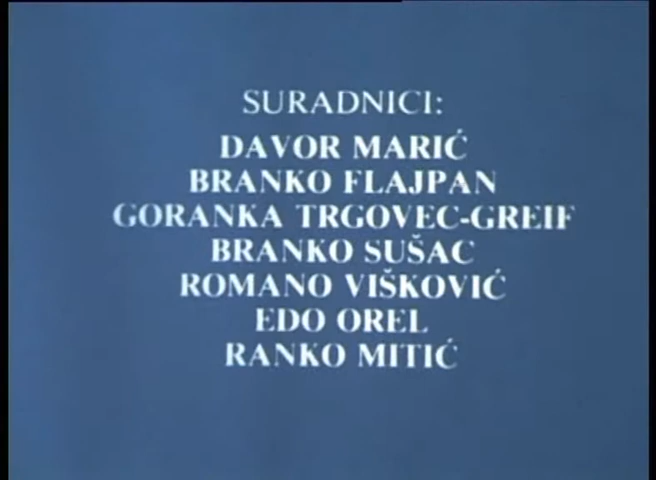 SURADNICI:
DAVOR MARIĆ
BRANKO FLAJPAN
GORANKA TRGOVEC-GREIF
BRANKO SUŠAC
ROMANO VIŠKOVIĆ
EDO OREL
RANKO MITIĆ